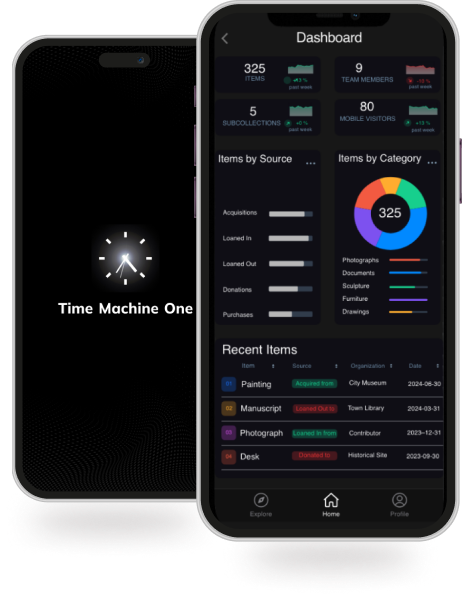 Time Machine One
Dashboard
325
ITEMS
past week
9
TEAM MEMBERS
past week
5
SUBCOLLECTIONS
+0 %
past week
80
MOBILE VISITORS
+13 %
past week
Items by Source ...
Acquisitions
Loaned In
Loaned Out
Donations
Purchases
Items by Category ...
325
Photographs
Documents
Sculpture
Furniture
Drawings
Recent Items
Item Source Organization Date
01 Painting Acquired from City Museum 2024-06-30
02 Manuscript Loaned Out to Town Library 2024-03-31
03 Photograph Loaned In from Contributor 2023-12-31
04 Desk Donated to Historical Site 2023-09-30
Explore Home Profile